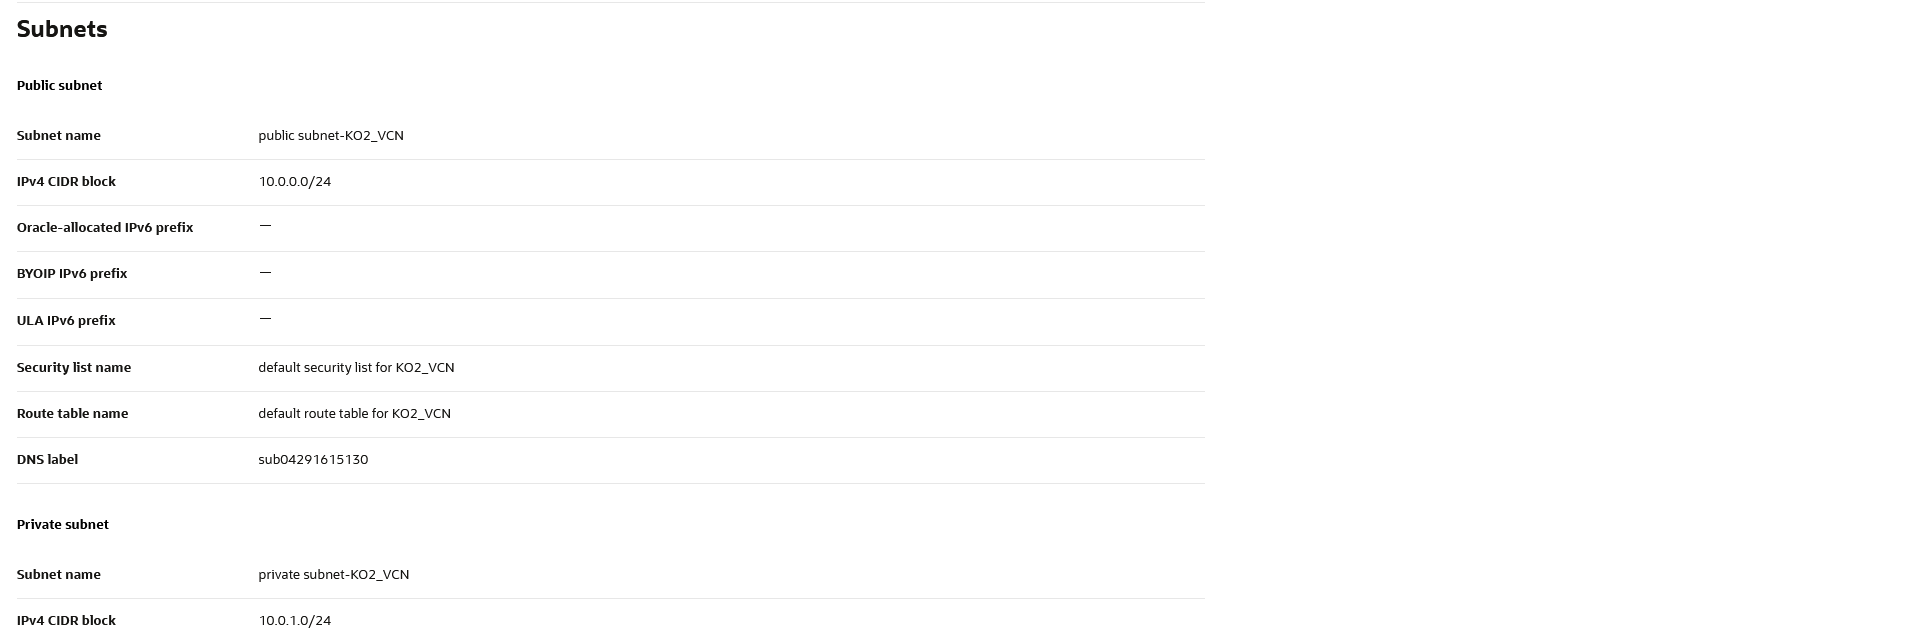 Subnets
Public subnet
Subnet name public subnet-KO2_VCN
IPv4 CIDR block 10.0.0.0/24
Oracle-allocated IPv6 prefix —
BYOIP IPv6 prefix —
ULA IPv6 prefix —
Security list name default security list for KO2_VCN
Route table name default route table for KO2_VCN
DNS label sub04291615130
Private subnet
Subnet name private subnet-KO2_VCN
IPv4 CIDR block 10.0.1.0/24